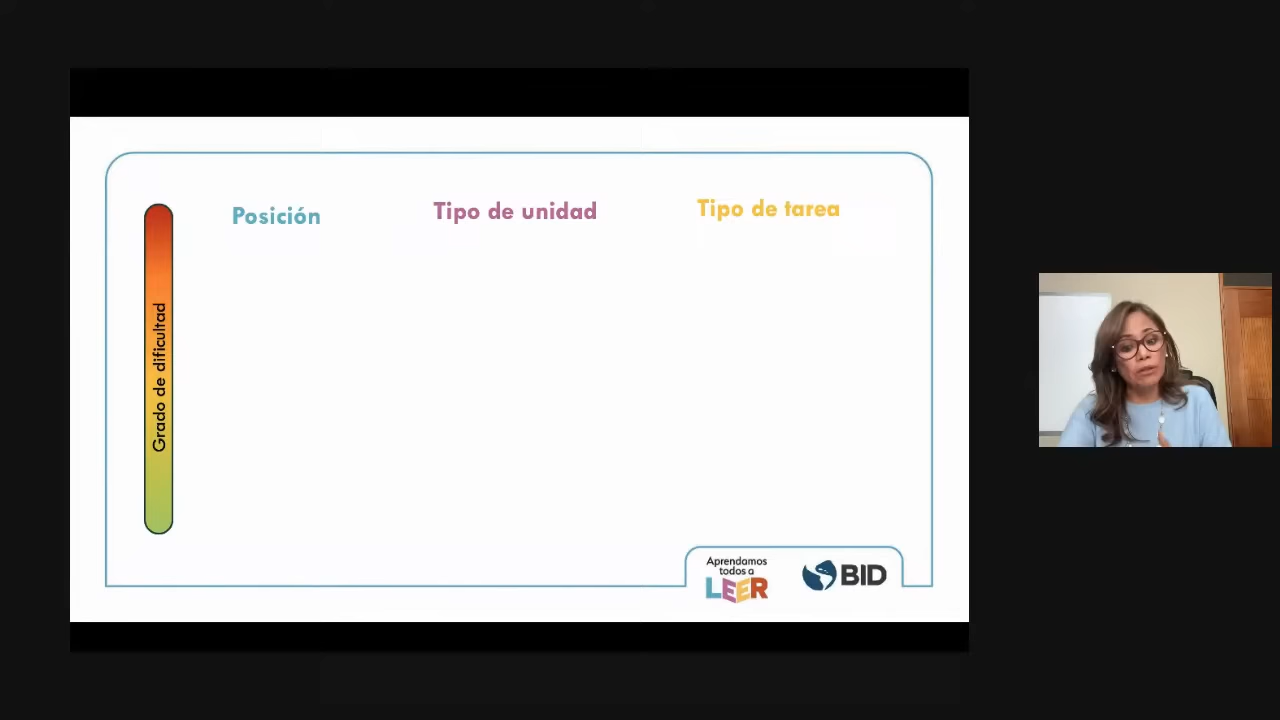 Posición
Tipo de unidad
Tipo de tarea
Grado de dificultad
Aprendamos
todos a
LEER
BID